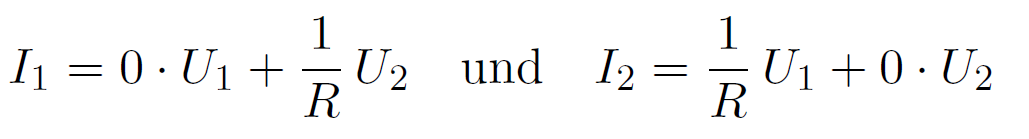 I₁ = 0 · U₁ + 1/R U₂ und I₂ = 1/R U₁ + 0 · U₂